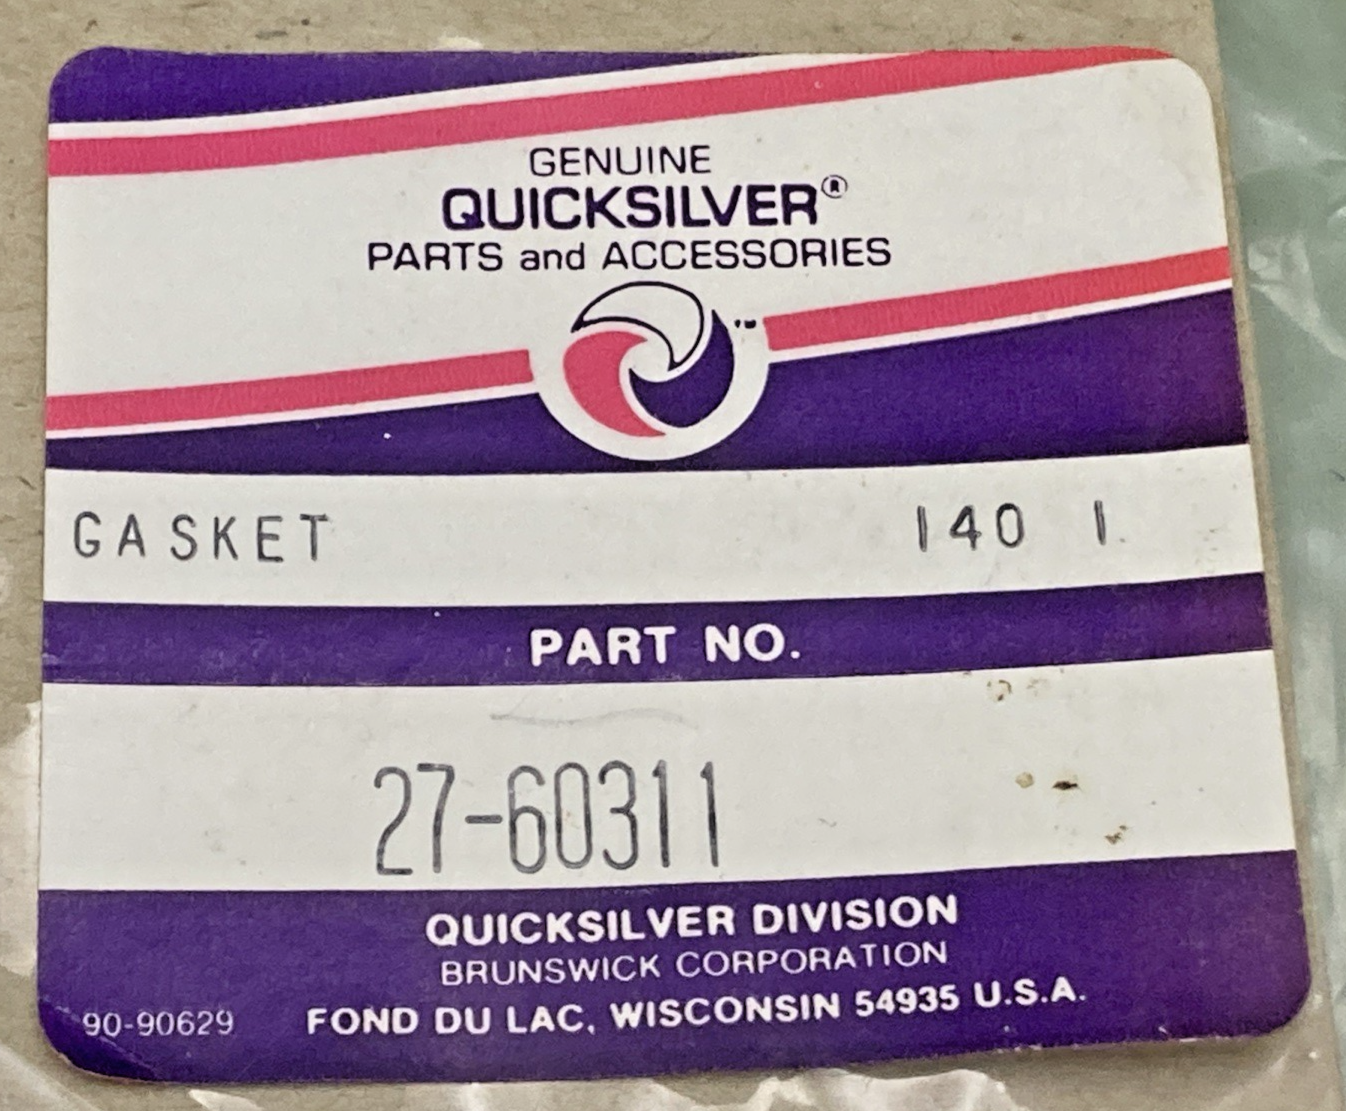 GENUINE
QUICKSILVER®
PARTS and ACCESSORIES
™
GASKET 140 1
PART NO.
27-60311
QUICKSILVER DIVISION
BRUNSWICK CORPORATION
90-90629 FOND DU LAC, WISCONSIN 54935 U.S.A.